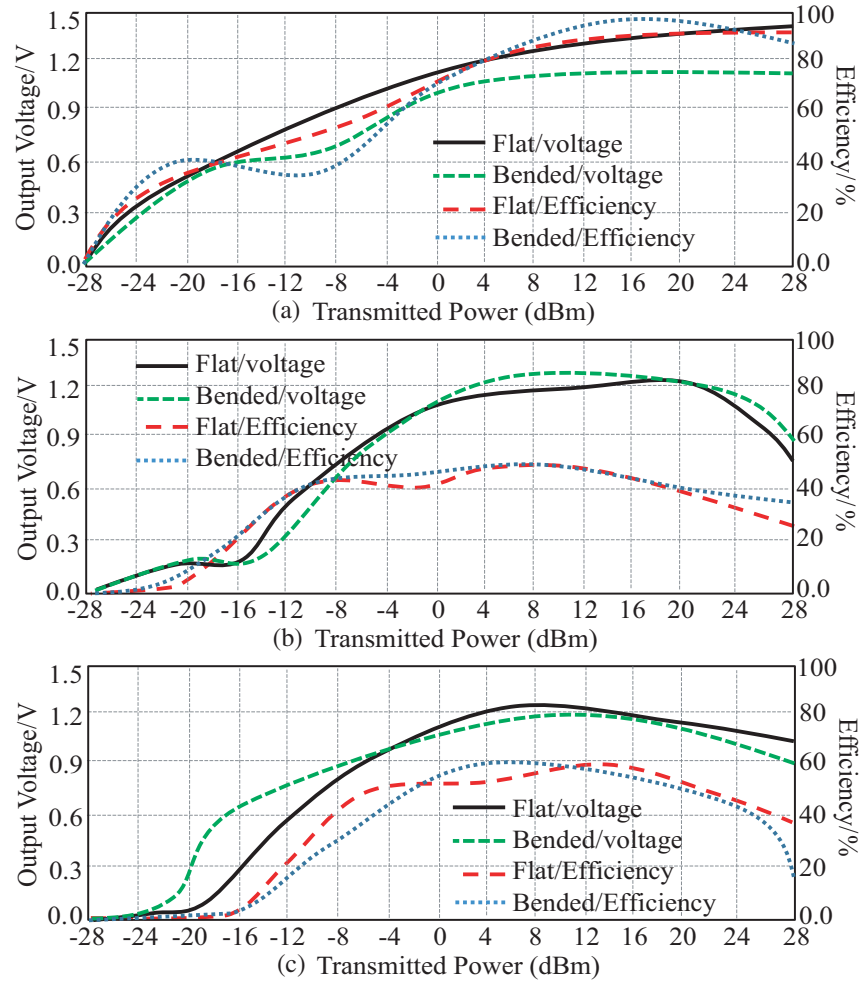 1.5
1.2
0.9
0.6
0.3
0.0
Output Voltage/V
100
80
60
40
20
0.0
Efficiency/%
Flat/voltage
Bended/voltage
Flat/Efficiency
Bended/Efficiency
-28 -24 -20 -16 -12 -8 -4 0 4 8 12 16 20 24 28
(a) Transmitted Power (dBm)
1.5
1.2
0.9
0.6
0.3
0.0
Output Voltage/V
100
80
60
40
20
0.0
Efficiency/%
Flat/voltage
Bended/voltage
Flat/Efficiency
Bended/Efficiency
-28 -24 -20 -16 -12 -8 -4 0 4 8 12 16 20 24 28
(b) Transmitted Power (dBm)
1.5
1.2
0.9
0.6
0.3
0.0
Output Voltage/V
100
80
60
40
20
0.0
Efficiency/%
Flat/voltage
Bended/voltage
Flat/Efficiency
Bended/Efficiency
-28 -24 -20 -16 -12 -8 -4 0 4 8 12 16 20 24 28
(c) Transmitted Power (dBm)